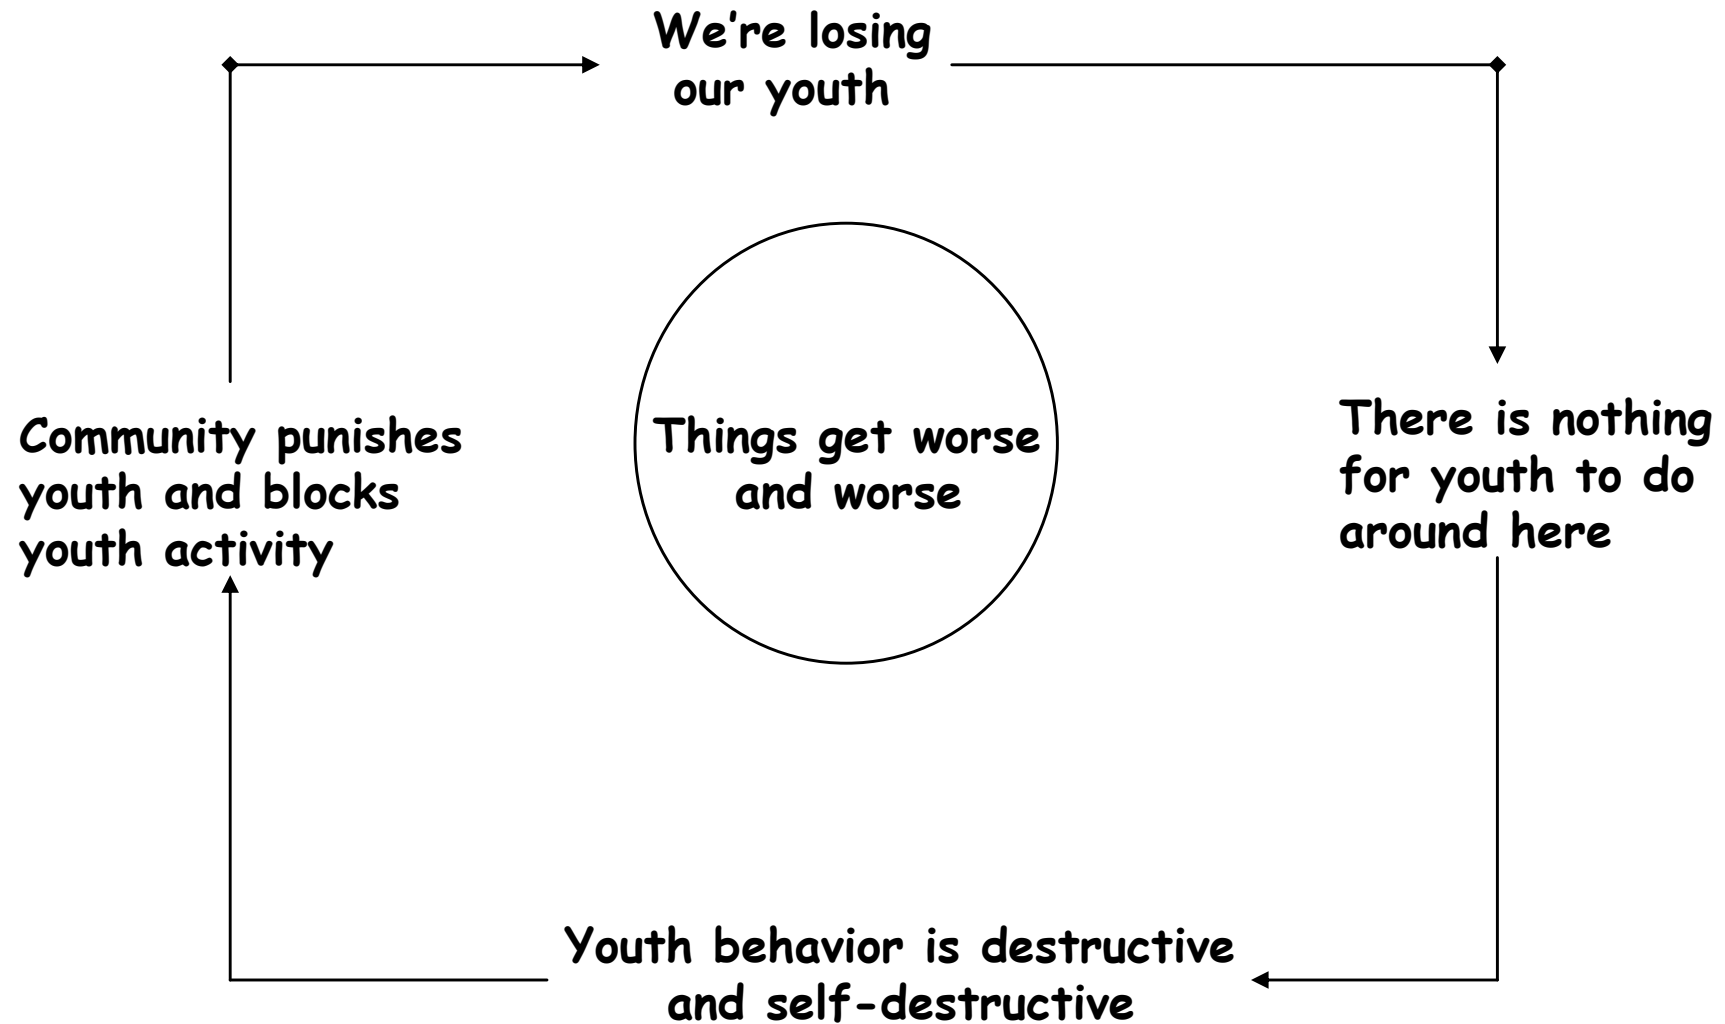 We're losing
our youth
Community punishes
youth and blocks
youth activity
Things get worse
and worse
There is nothing
for youth to do
around here
Youth behavior is destructive
and self-destructive